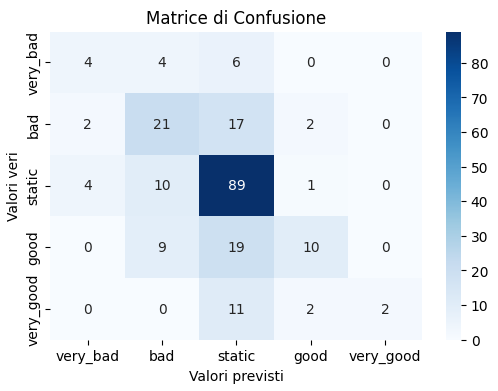 Matrice di Confusione
Valori veri
very_bad 4 4 6 0 0
bad 2 21 17 2 0
static 4 10 89 1 0
good 0 9 19 10 0
very_good 0 0 11 2 2
very_bad bad static good very_good
Valori previsti
80
70
60
50
40
30
20
10
0